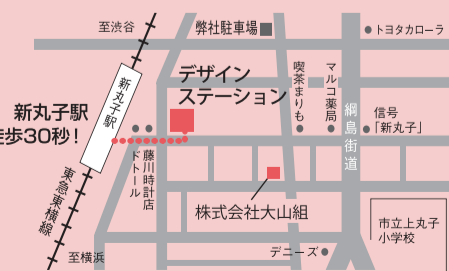 至渋谷
弊社駐車場
トヨタカローラ
新丸子駅
デザイン
ステーション
喫茶まりも
マルコ薬局
綱島街道
信号
「新丸子」
新丸子駅
徒歩30秒！
ドトール
藤川時計店
東急東横線
株式会社大山組
市立上丸子
小学校
至横浜
デニーズ